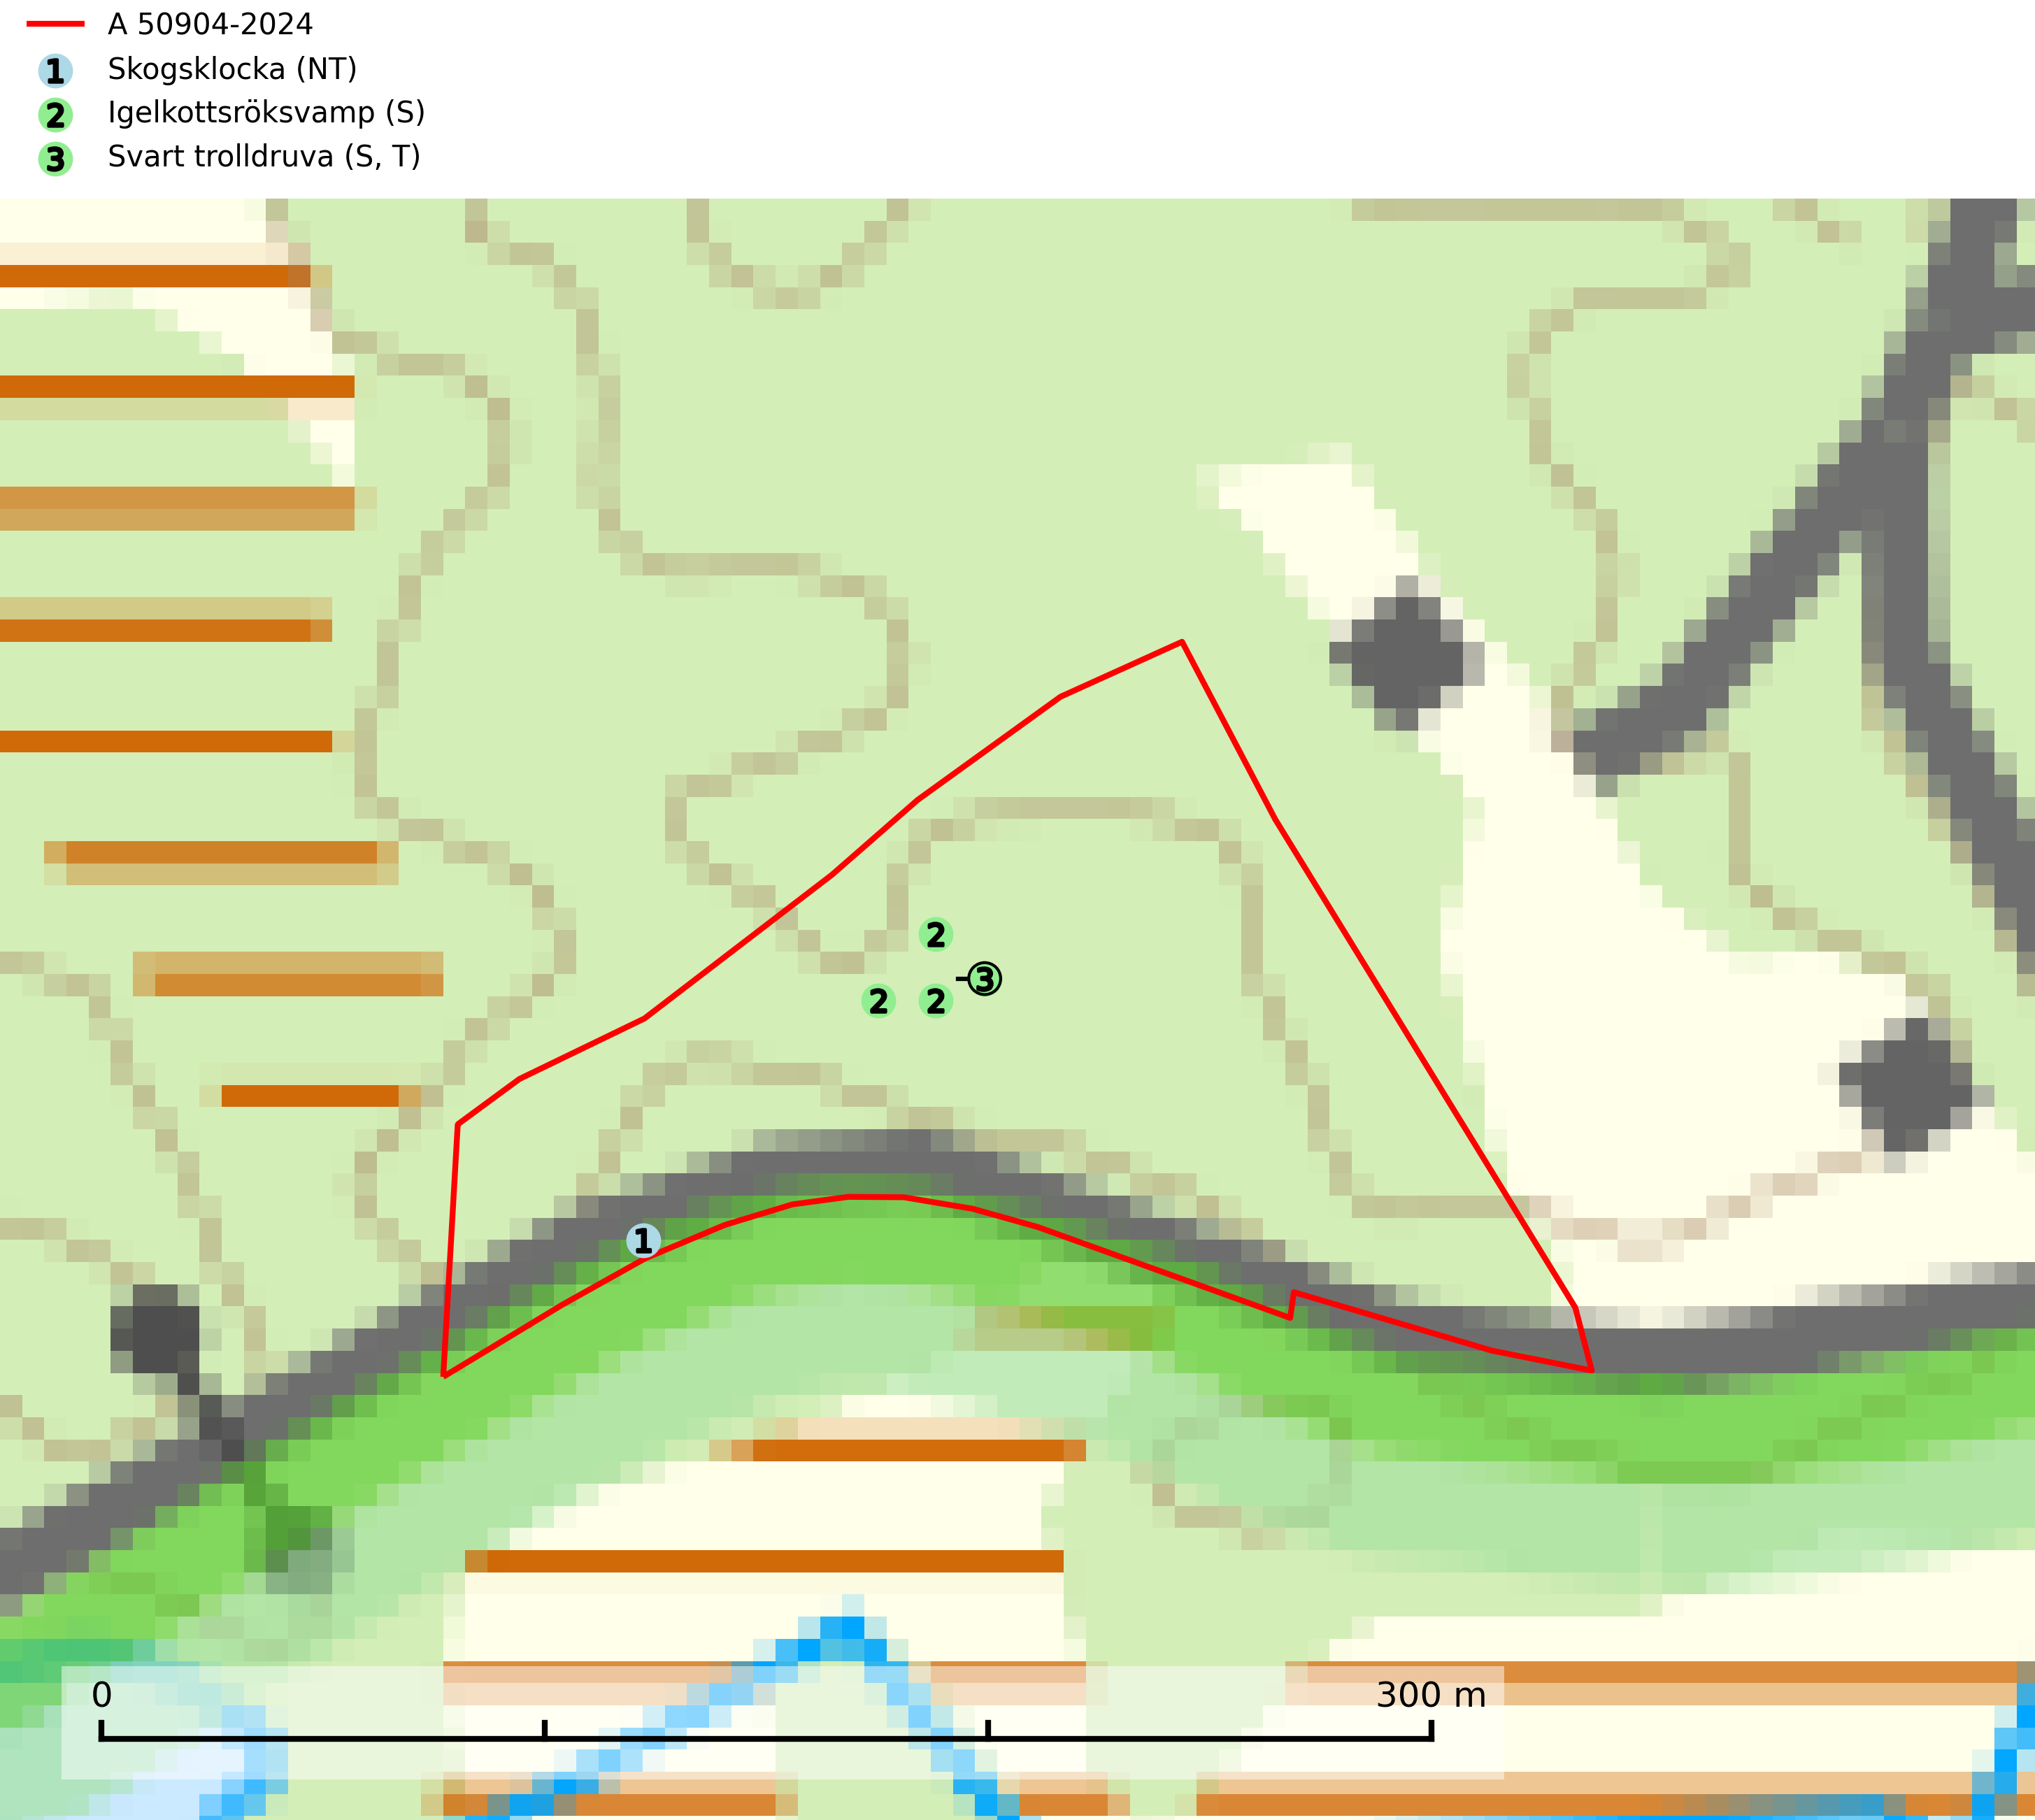 A 50904-2024
1 Skogsklocka (NT)
2 Igelkottsröksvamp (S)
3 Svart trolldruva (S, T)
2
3
2 2
1
0 300 m